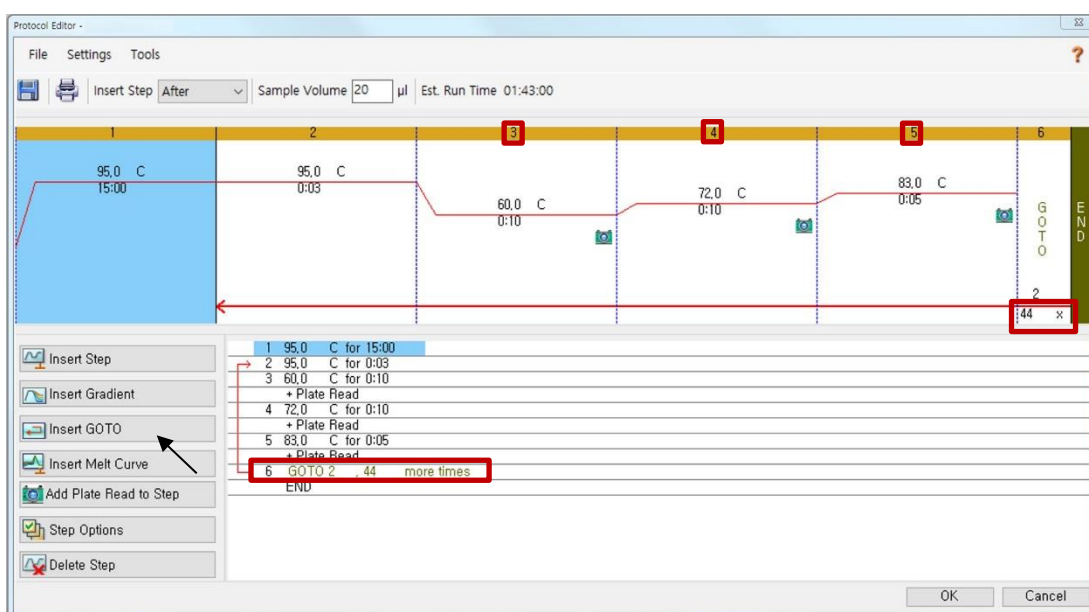 Protocol Editor -
File Settings Tools ?
Insert Step After Sample Volume 20 μl Est. Run Time 01:43:00
1 2 3 4 5 6
95,0 C
15:00
95,0 C
0:03
60,0 C
0:10
72,0 C
0:10
83,0 C
0:05
GOTO
2
44 x
END
Insert Step
Insert Gradient
Insert GOTO
Insert Melt Curve
Add Plate Read to Step
Step Options
Delete Step
1 95,0 C for 15:00
2 95,0 C for 0:03
3 60,0 C for 0:10
+ Plate Read
4 72,0 C for 0:10
+ Plate Read
5 83,0 C for 0:05
+ Plate Read
6 GOTO 2 , 44 more times
END
OK Cancel